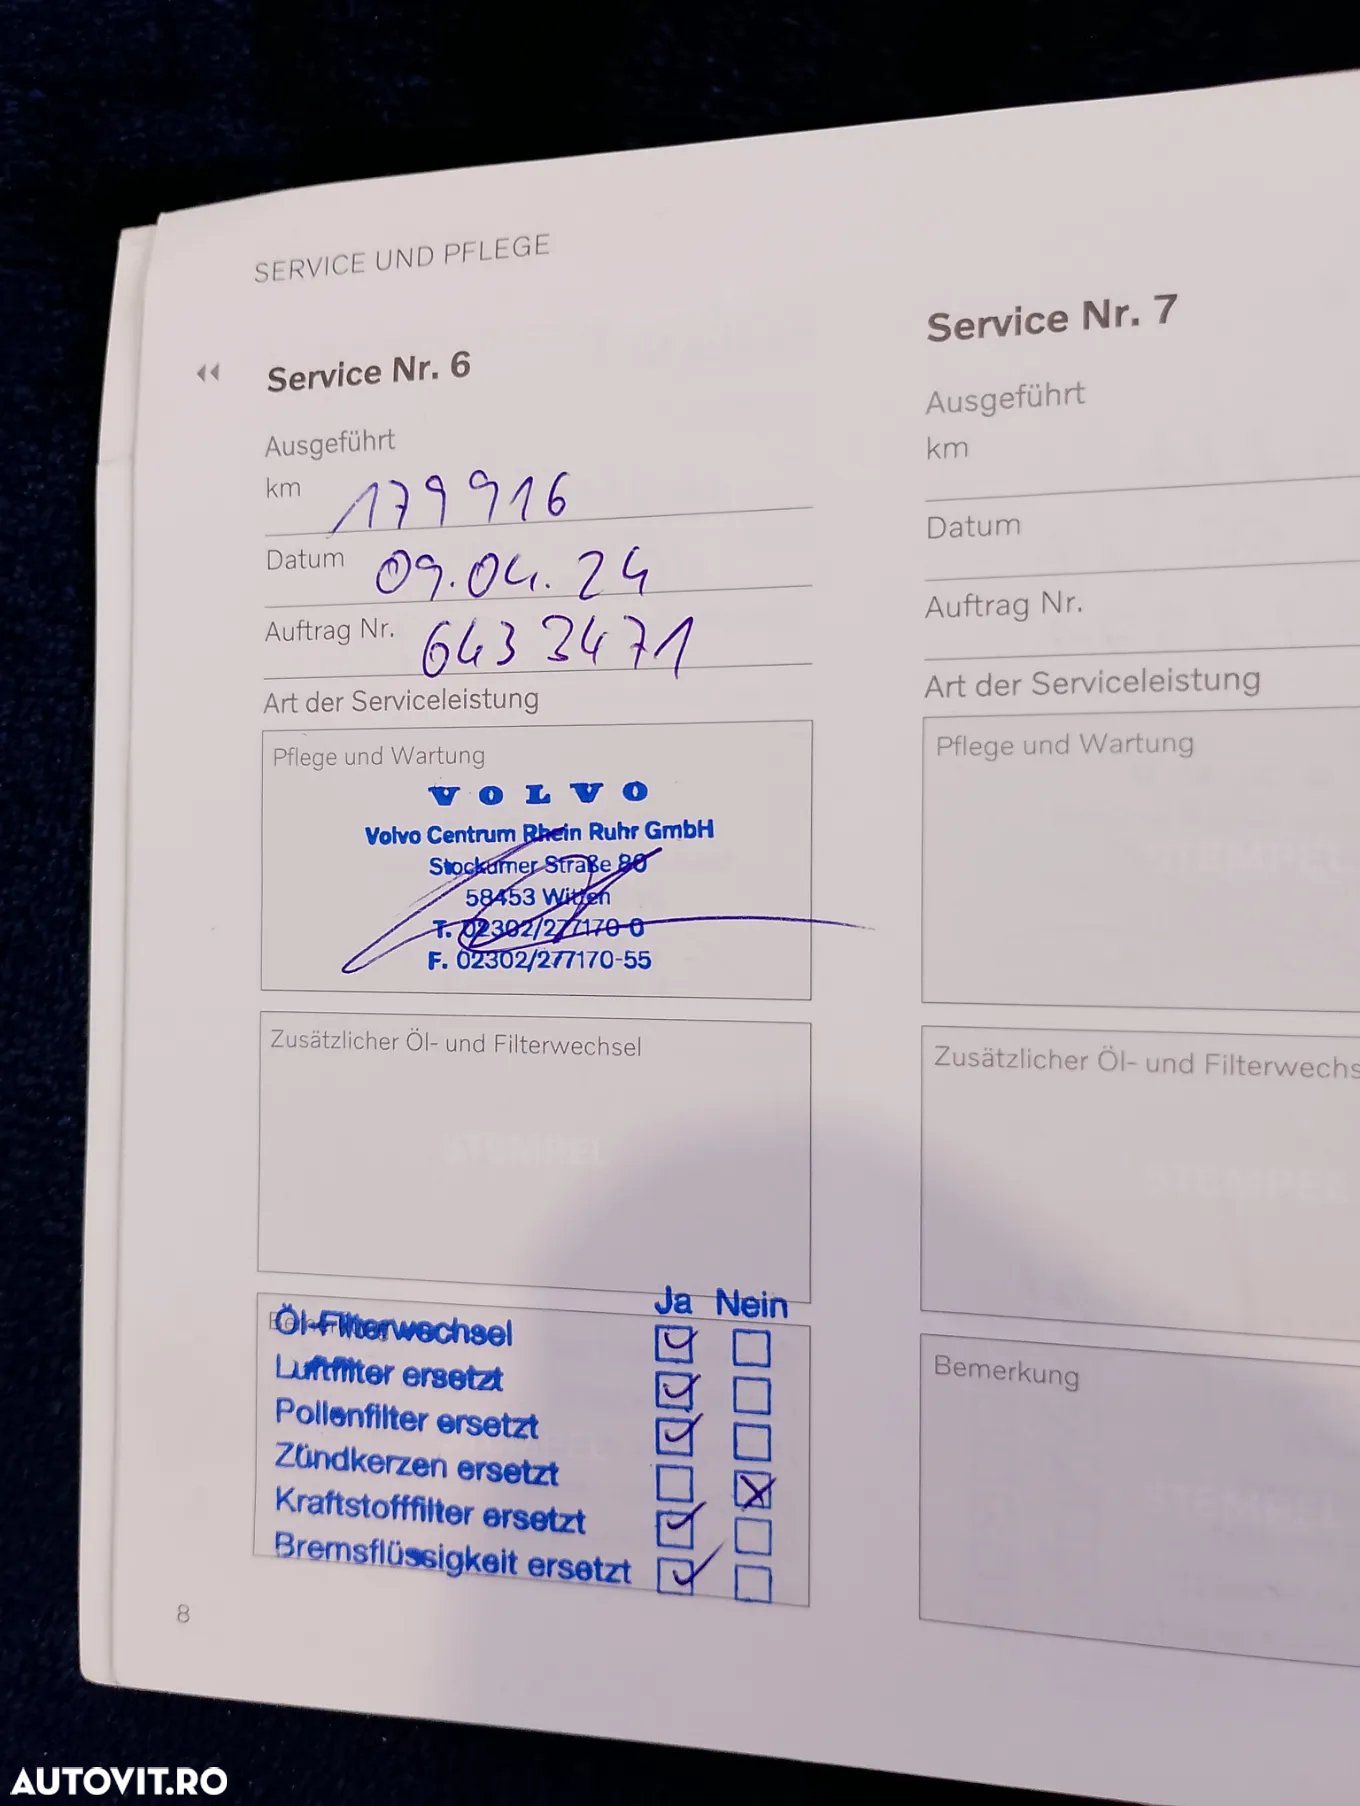 SERVICE UND PFLEGE
Service Nr. 6
Ausgeführt
km 179916
Datum 09.04.24
Auftrag Nr. 6433471
Art der Serviceleistung
Pflege und Wartung
VOLVO
Volvo Centrum Rhein Ruhr GmbH
Stockumer Straße 80
58453 Witten
T. 02302/277170-0
F. 02302/277170-55
Zusätzlicher Öl- und Filterwechsel
STEMPEL
Ja Nein
Öl-Filterwechsel
Luftfilter ersetzt
Pollenfilter ersetzt
Zündkerzen ersetzt
Kraftstofffilter ersetzt
Bremsflüssigkeit ersetzt
8
Service Nr. 7
Ausgeführt
km
Datum
Auftrag Nr.
Art der Serviceleistung
Pflege und Wartung
Zusätzlicher Öl- und Filterwechs
Bemerkung
AUTOVIT.RO